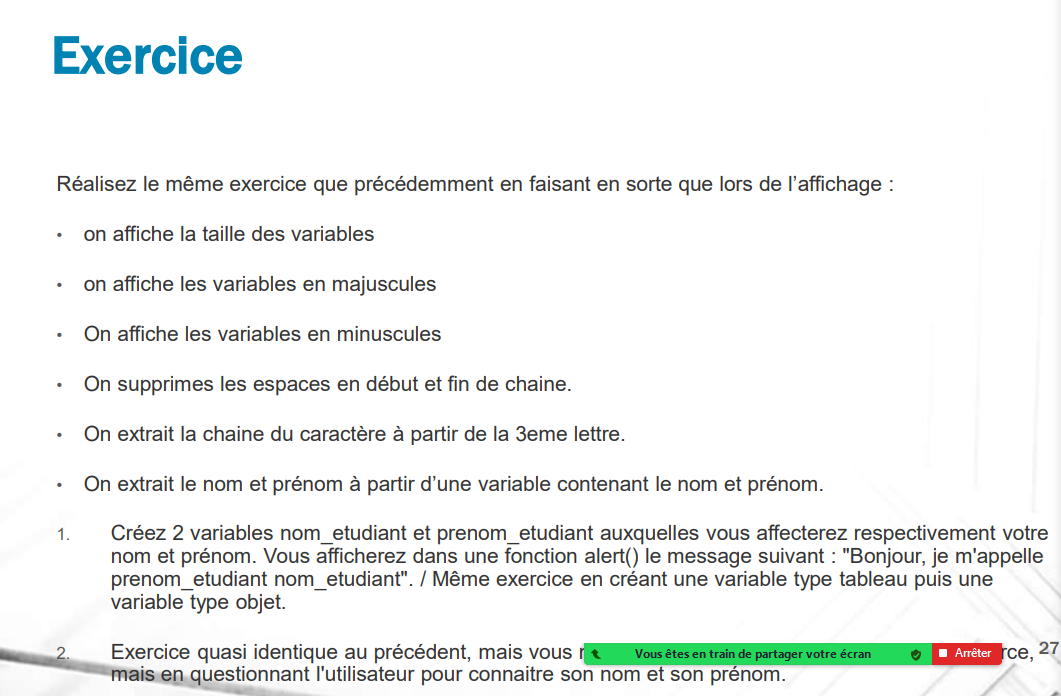 Exercice
Réalisez le même exercice que précédemment en faisant en sorte que lors de l’affichage :
• on affiche la taille des variables
• on affiche les variables en majuscules
• On affiche les variables en minuscules
• On supprimes les espaces en début et fin de chaine.
• On extrait la chaine du caractère à partir de la 3eme lettre.
• On extrait le nom et prénom à partir d’une variable contenant le nom et prénom.
1. Créez 2 variables nom_etudiant et prenom_etudiant auxquelles vous affecterez respectivement votre
nom et prénom. Vous afficherez dans une fonction alert() le message suivant : "Bonjour, je m'appelle
prenom_etudiant nom_etudiant". / Même exercice en créant une variable type tableau puis une
variable type objet.
2. Exercice quasi identique au précédent, mais vous
mais en questionnant l'utilisateur pour connaitre son nom et son prénom.
Vous êtes en train de partager votre écran
Arrêter
27